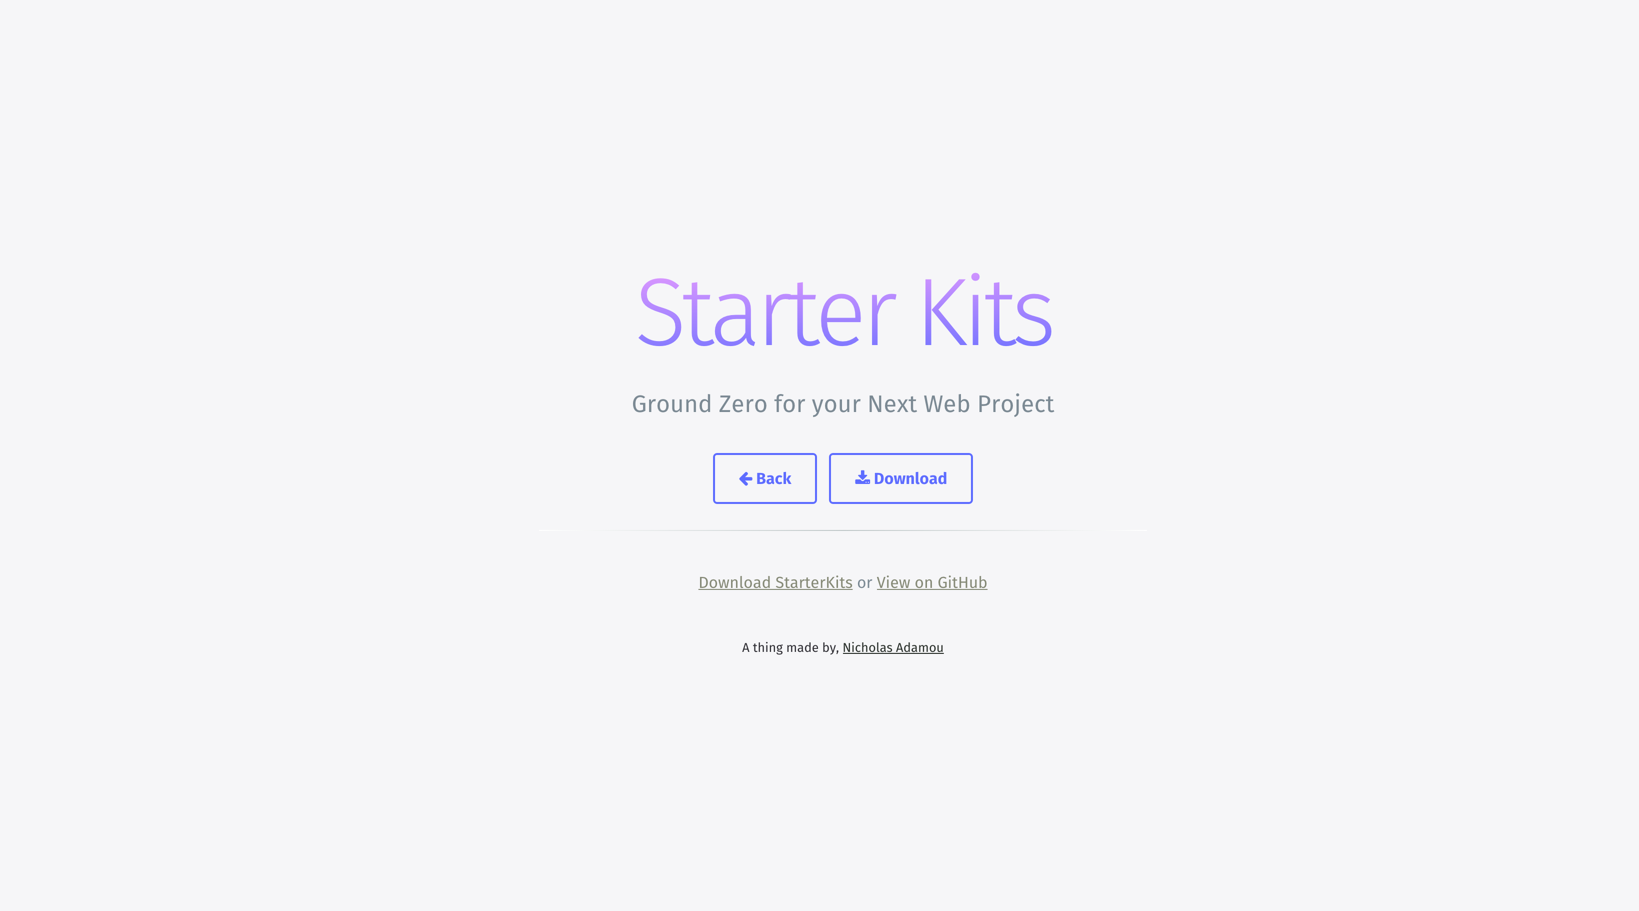 Starter Kits
Ground Zero for your Next Web Project
Back Download
Download StarterKits or View on GitHub
A thing made by, Nicholas Adamou